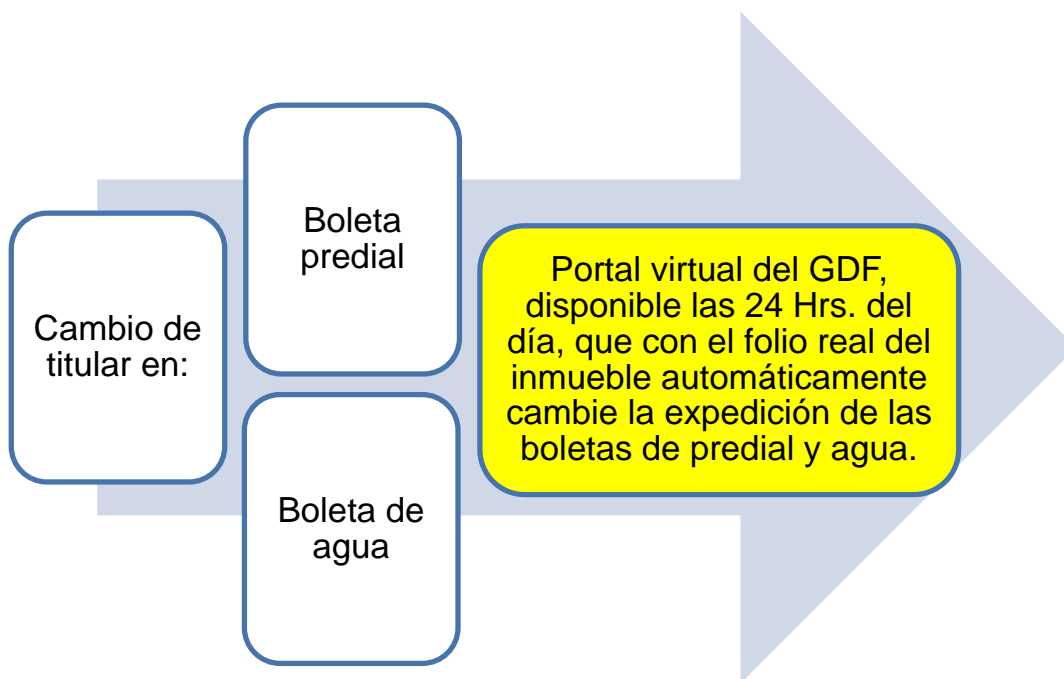 Cambio de
titular en:
Boleta
predial
Boleta de
agua
Portal virtual del GDF,
disponible las 24 Hrs. del
día, que con el folio real del
inmueble automáticamente
cambie la expedición de las
boletas de predial y agua.